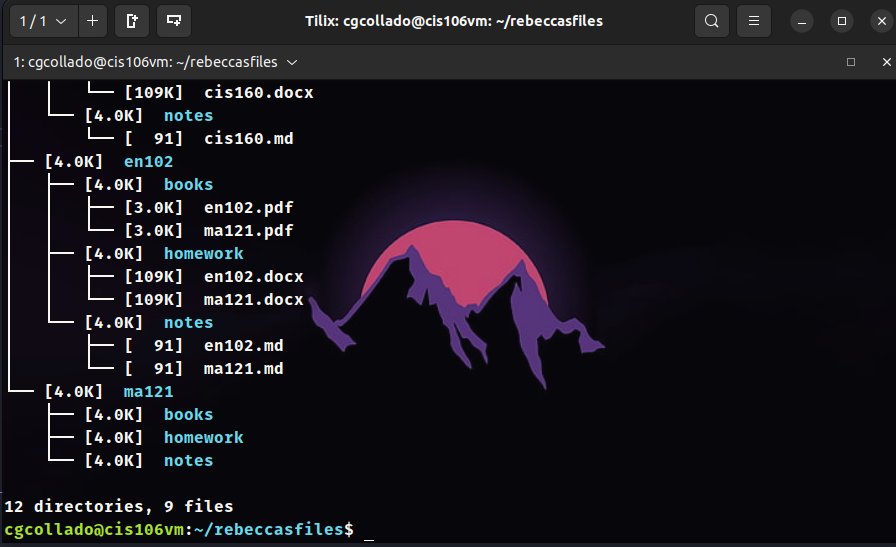 1 / 1
Tilix: cgcollado@cis106vm: ~/rebeccasfiles
1: cgcollado@cis106vm: ~/rebeccasfiles
│   │   └── [109K]  cis160.docx
│   └── [4.0K]  notes
│       └── [  91]  cis160.md
├── [4.0K]  en102
│   ├── [4.0K]  books
│   │   ├── [3.0K]  en102.pdf
│   │   └── [3.0K]  ma121.pdf
│   ├── [4.0K]  homework
│   │   ├── [109K]  en102.docx
│   │   └── [109K]  ma121.docx
│   └── [4.0K]  notes
│       ├── [  91]  en102.md
│       └── [  91]  ma121.md
└── [4.0K]  ma121
    ├── [4.0K]  books
    ├── [4.0K]  homework
    └── [4.0K]  notes
12 directories, 9 files
cgcollado@cis106vm:~/rebeccasfiles$ _